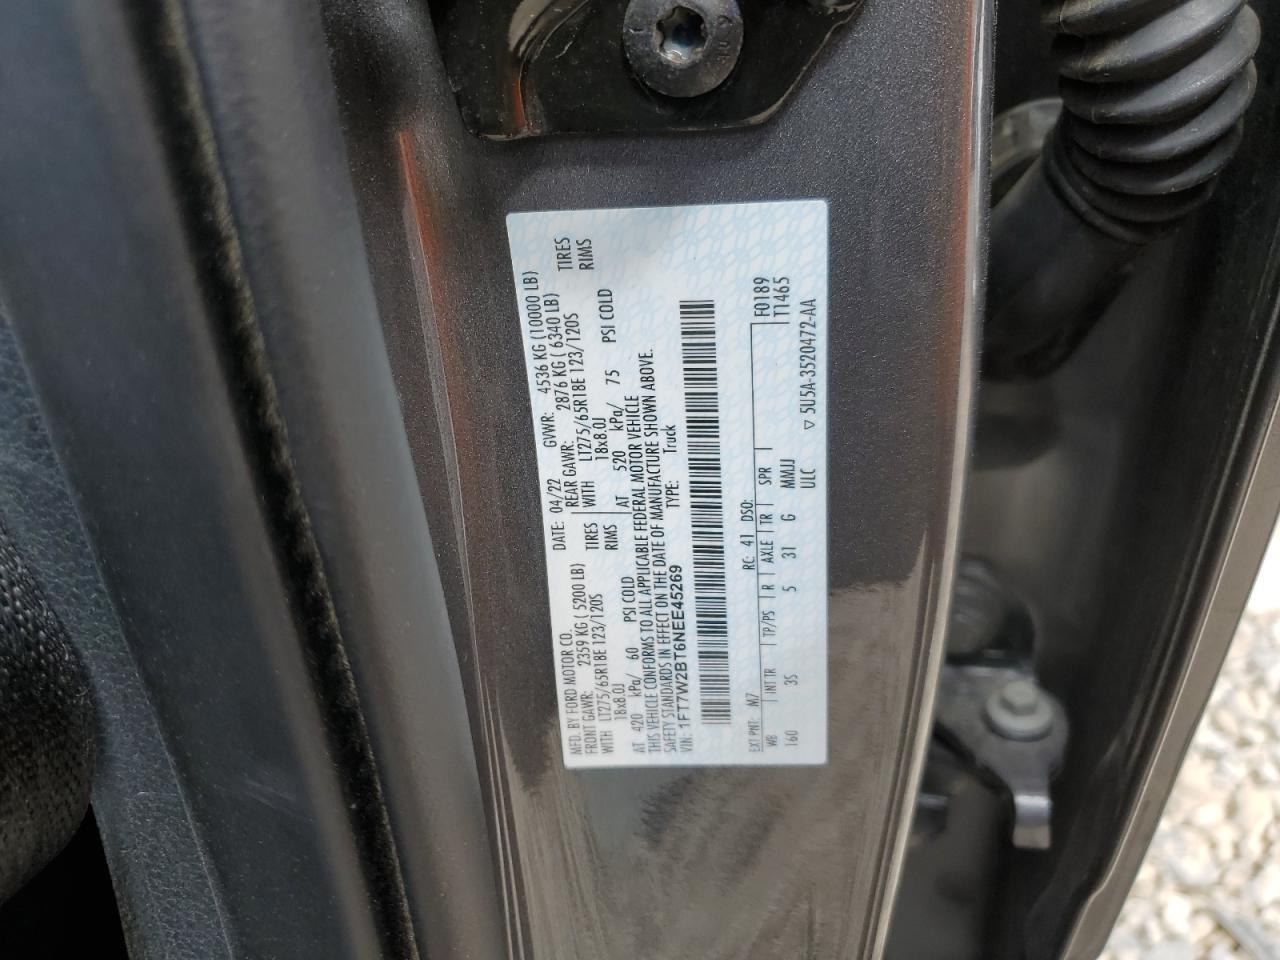 MFD. BY FORD MOTOR CO.
DATE: 04/22 GVWR: 4536 KG (10000 LB)
FRONT GAWR: 2359 KG (5200 LB) REAR GAWR: 2876 KG (6340 LB)
WITH LT275/65R18E 123/120S TIRES WITH LT275/65R18E 123/120S TIRES
18x8.0J RIMS 18x8.0J RIMS
AT 420 kPa/ 60 PSI COLD AT 520 kPa/ 75 PSI COLD
THIS VEHICLE CONFORMS TO ALL APPLICABLE FEDERAL MOTOR VEHICLE
SAFETY STANDARDS IN EFFECT ON THE DATE OF MANUFACTURE SHOWN ABOVE.
VIN: 1FT7W2BT6NEE45269 TYPE: Truck
EXT PNT: M7 RC: 41 DSO: F0189
WB INT TR TP/PS R AXLE TR SPR T1465
160 3S 5 31 G MMJJ
ULC ▽ 5U5A-3520472-AA